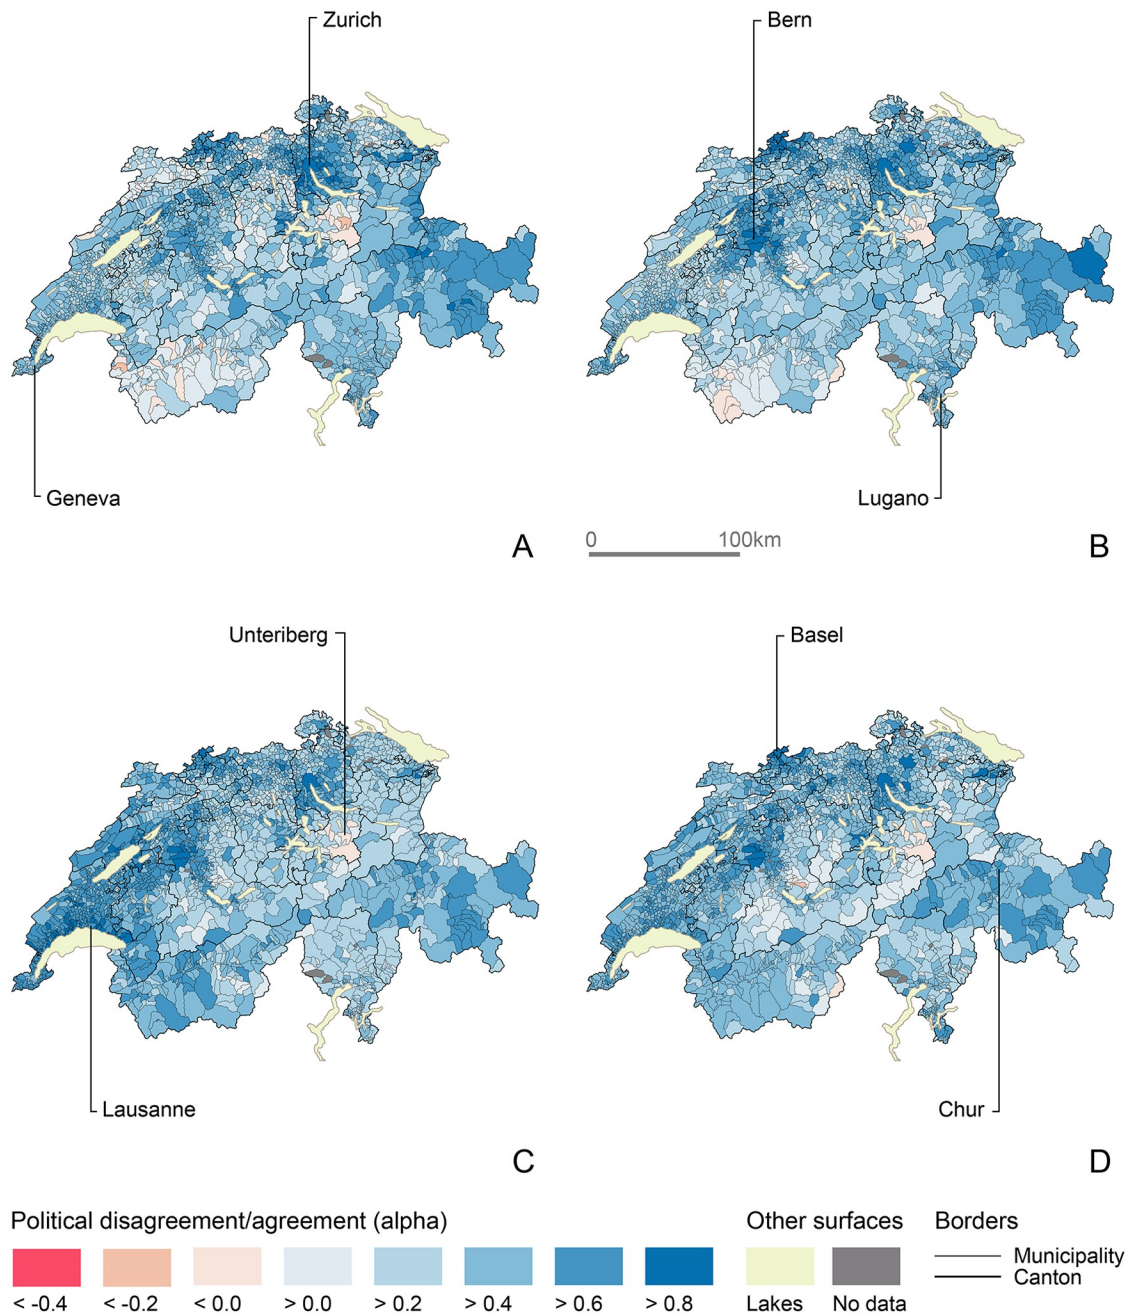 Zurich
Bern
Geneva
Lugano
A
0 100km
B
Unteriberg
Basel
Lausanne
Chur
C
D
Political disagreement/agreement (alpha)
Other surfaces
Borders
Municipality
Canton
< -0.4 < -0.2 < 0.0 > 0.0 > 0.2 > 0.4 > 0.6 > 0.8 Lakes No data